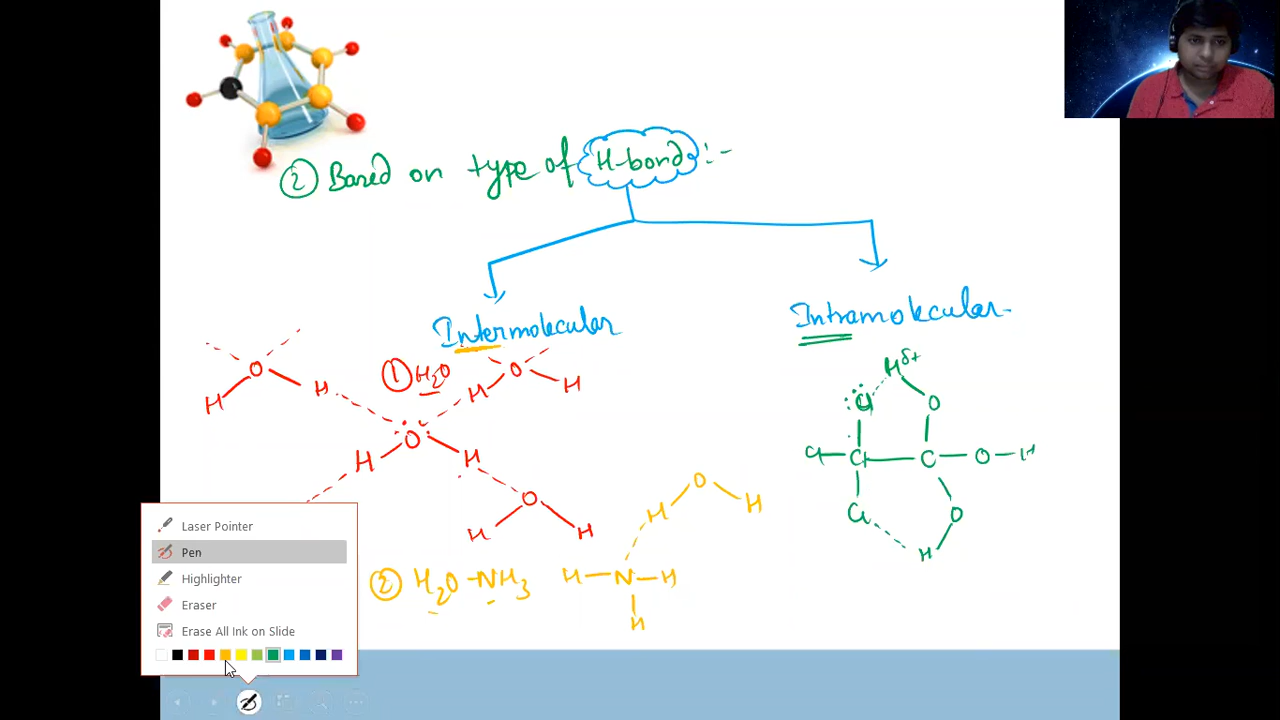 ② Based on type of H-bond :-
Intermolecular
Intramolecular
① H₂O
O
H
H
O
H
H
O
H
H
O
H
H
② H₂O-NH₃
H-N-H
H
H
O
H
Hδ+
Cl
O
Cl
C
C
O-H
Cl
O
H
Laser Pointer
Pen
Highlighter
Eraser
Erase All Ink on Slide